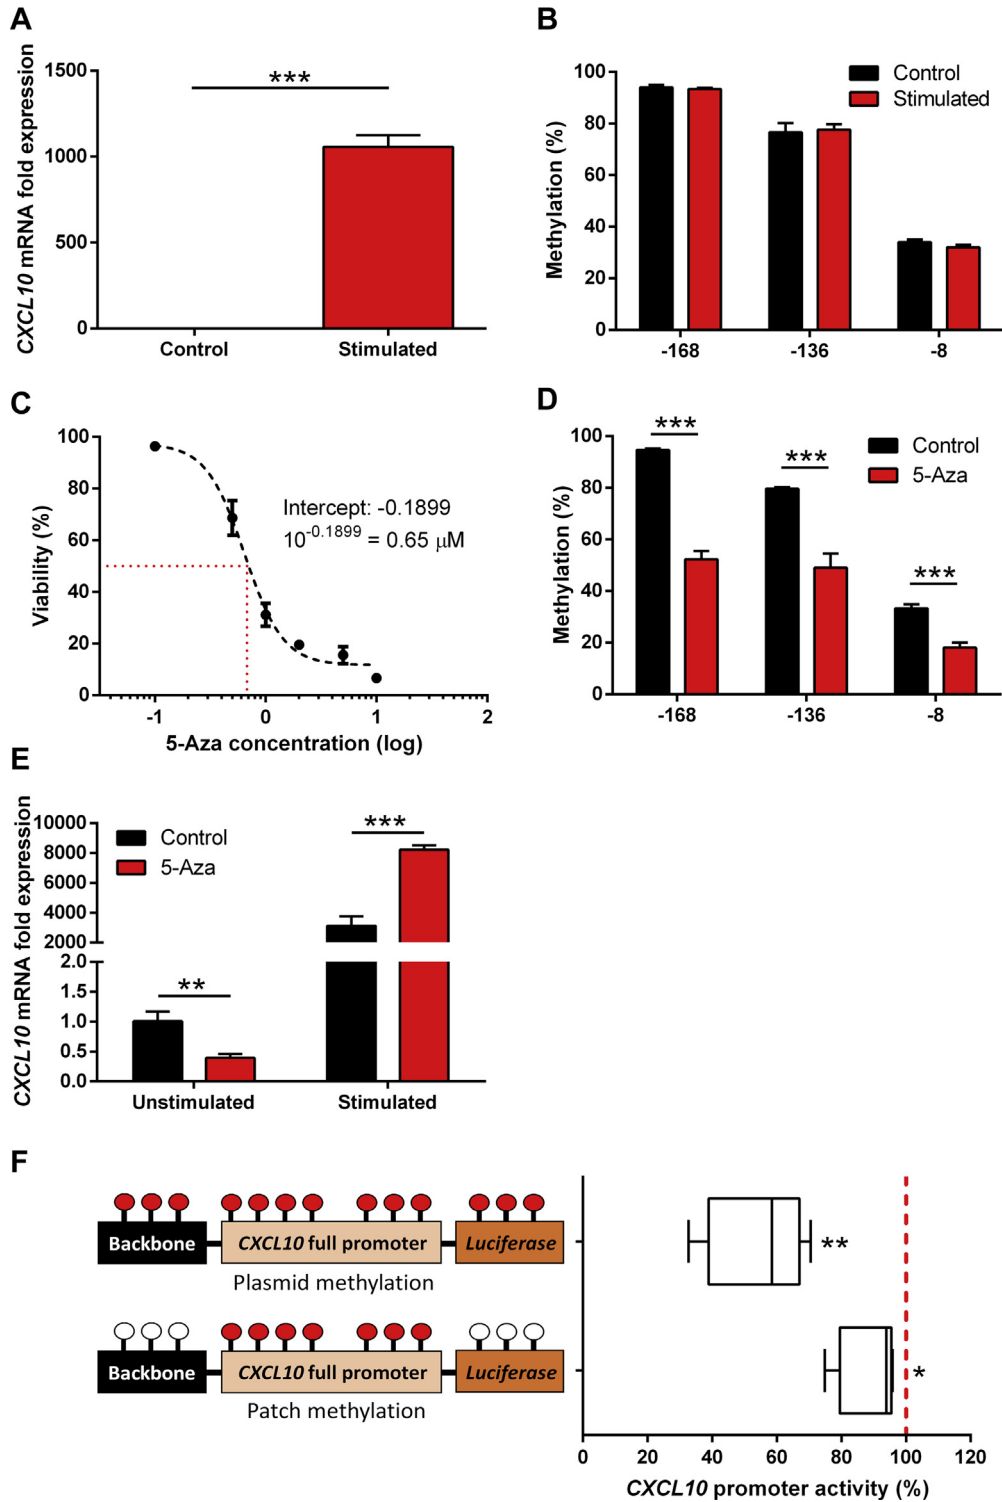 A
CXCL10 mRNA fold expression
1500
1000
500
0
***
Control
Stimulated
B
Methylation (%)
100
80
60
40
20
0
Control
Stimulated
-168
-136
-8
C
Viability (%)
100
80
60
40
20
0
Intercept: -0.1899
10^-0.1899 = 0.65 μM
-1
0
1
2
5-Aza concentration (log)
D
Methylation (%)
100
80
60
40
20
0
***
***
***
Control
5-Aza
-168
-136
-8
E
CXCL10 mRNA fold expression
10000
8000
6000
4000
2000
2.0
1.5
1.0
0.5
0.0
Control
5-Aza
**
***
Unstimulated
Stimulated
F
Backbone
CXCL10 full promoter
Luciferase
Plasmid methylation
Backbone
CXCL10 full promoter
Luciferase
Patch methylation
**
*
0
20
40
60
80
100
120
CXCL10 promoter activity (%)